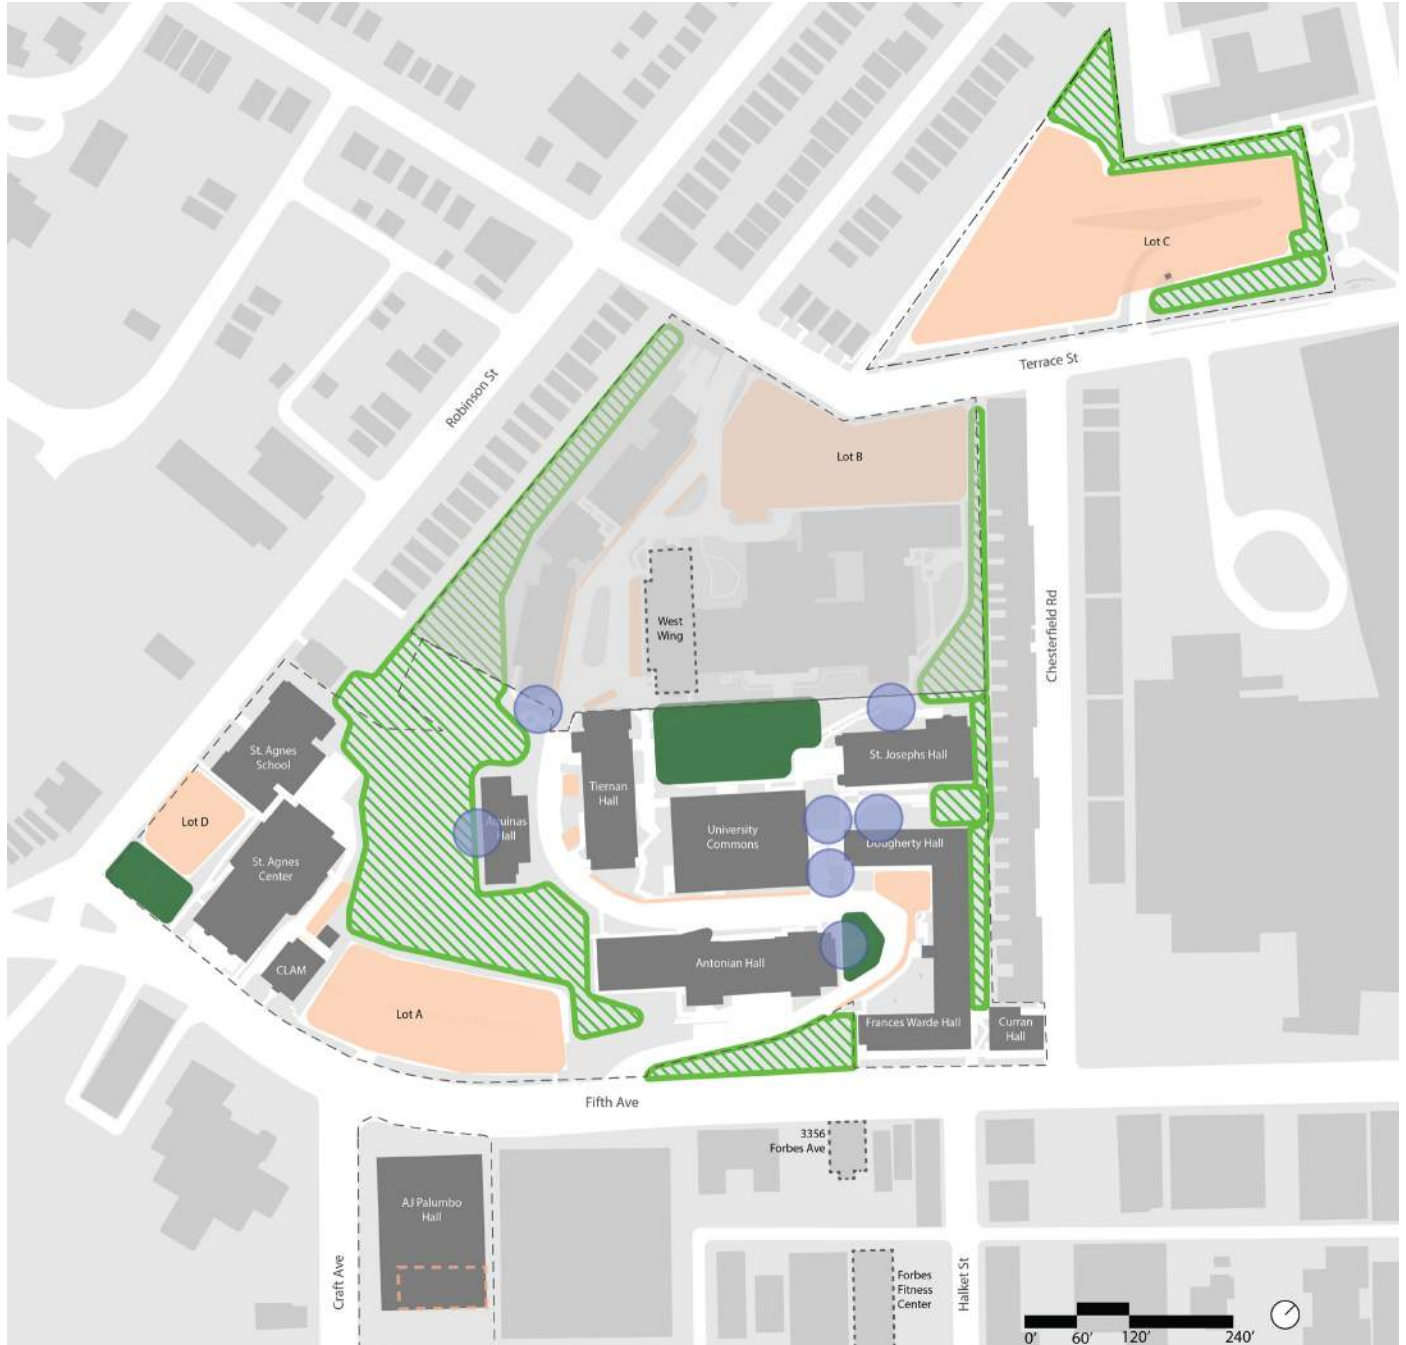 Lot C
Terrace St
Robinson St
Lot B
West
Wing
Chesterfield Rd
St. Agnes
School
St. Josephs Hall
Tiernan
Hall
Lot D
Aquinas
Hall
University
Commons
Dougherty Hall
St. Agnes
Center
Antonian Hall
CLAM
Lot A
Frances Warde Hall
Curran
Hall
Fifth Ave
3356
Forbes Ave
AJ Palumbo
Hall
Craft Ave
Forbes
Fitness
Center
Halket St
0' 60' 120' 240'